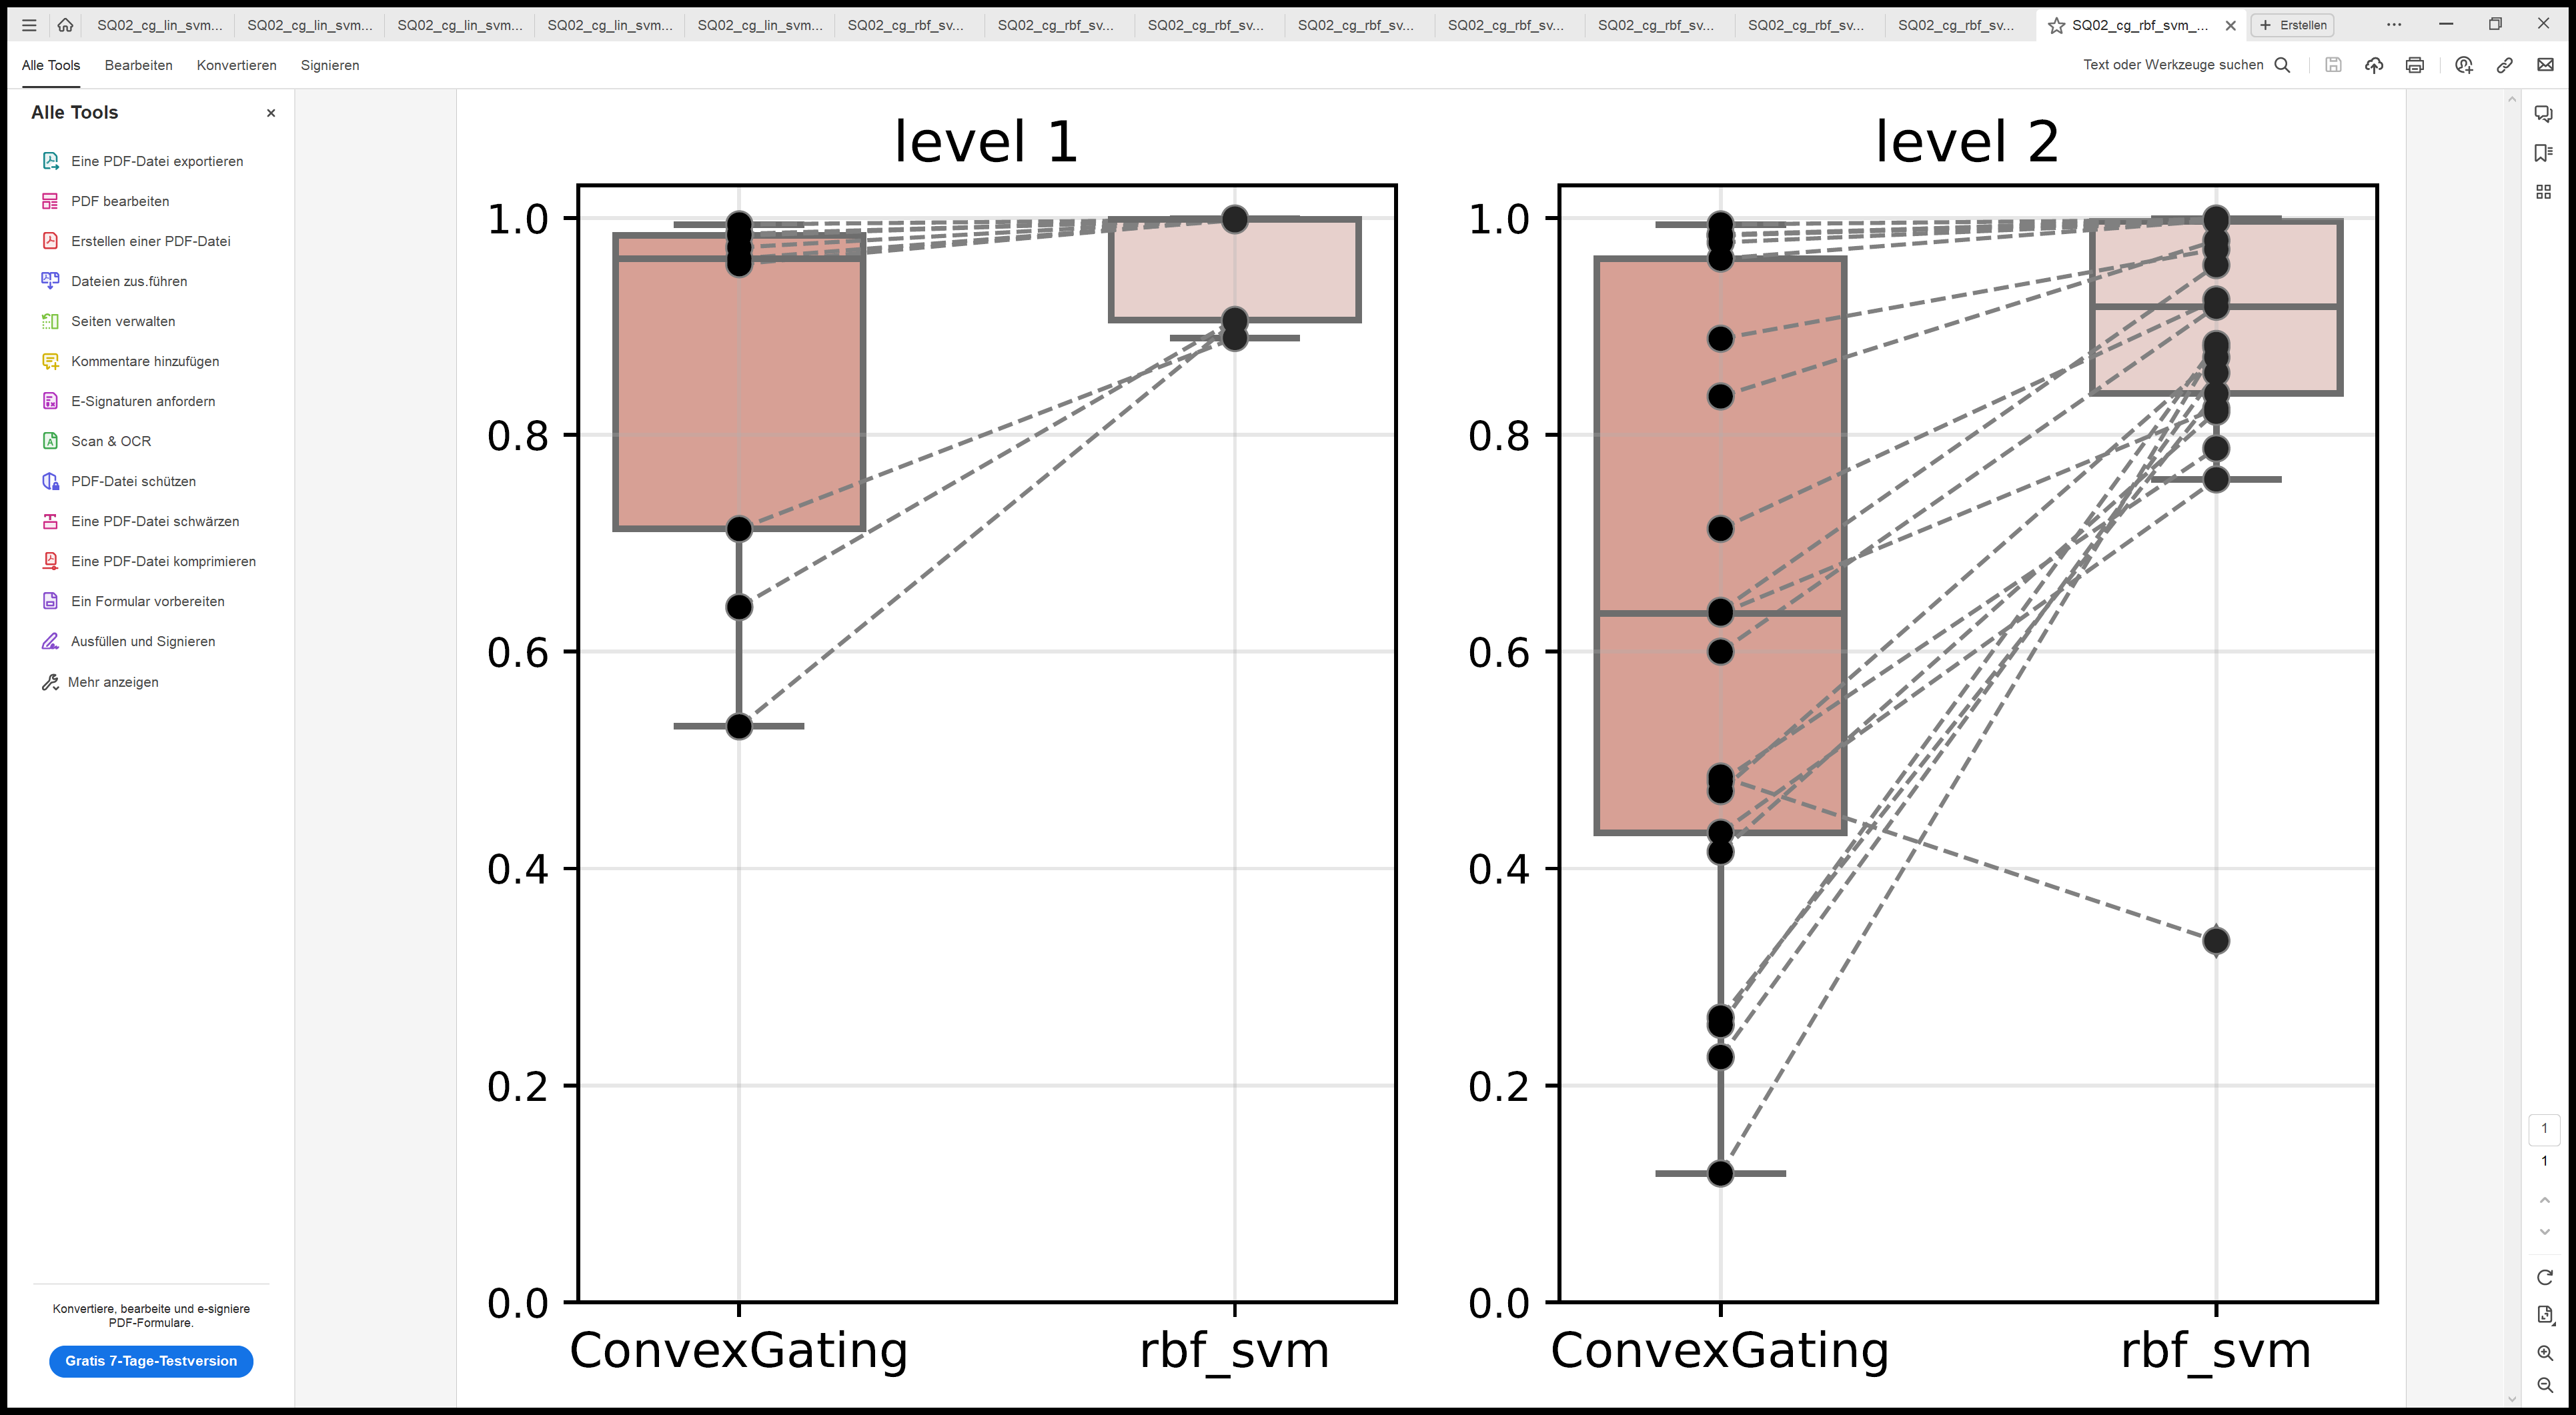 SQ02_cg_lin_svm... SQ02_cg_lin_svm... SQ02_cg_lin_svm... SQ02_cg_lin_svm... SQ02_cg_lin_svm... SQ02_cg_rbf_sv... SQ02_cg_rbf_sv... SQ02_cg_rbf_sv... SQ02_cg_rbf_sv... SQ02_cg_rbf_sv... SQ02_cg_rbf_sv... SQ02_cg_rbf_sv... SQ02_cg_rbf_sv... SQ02_cg_rbf_svm_... Erstellen
Alle Tools Bearbeiten Konvertieren Signieren Text oder Werkzeuge suchen
Alle Tools
Eine PDF-Datei exportieren
PDF bearbeiten
Erstellen einer PDF-Datei
Dateien zus.führen
Seiten verwalten
Kommentare hinzufügen
E-Signaturen anfordern
Scan & OCR
PDF-Datei schützen
Eine PDF-Datei schwärzen
Eine PDF-Datei komprimieren
Ein Formular vorbereiten
Ausfüllen und Signieren
Mehr anzeigen
Konvertiere, bearbeite und e-signiere
PDF-Formulare.
Gratis 7-Tage-Testversion
level 1
1.0
0.8
0.6
0.4
0.2
0.0
ConvexGating rbf_svm
level 2
1.0
0.8
0.6
0.4
0.2
0.0
ConvexGating rbf_svm
1
1